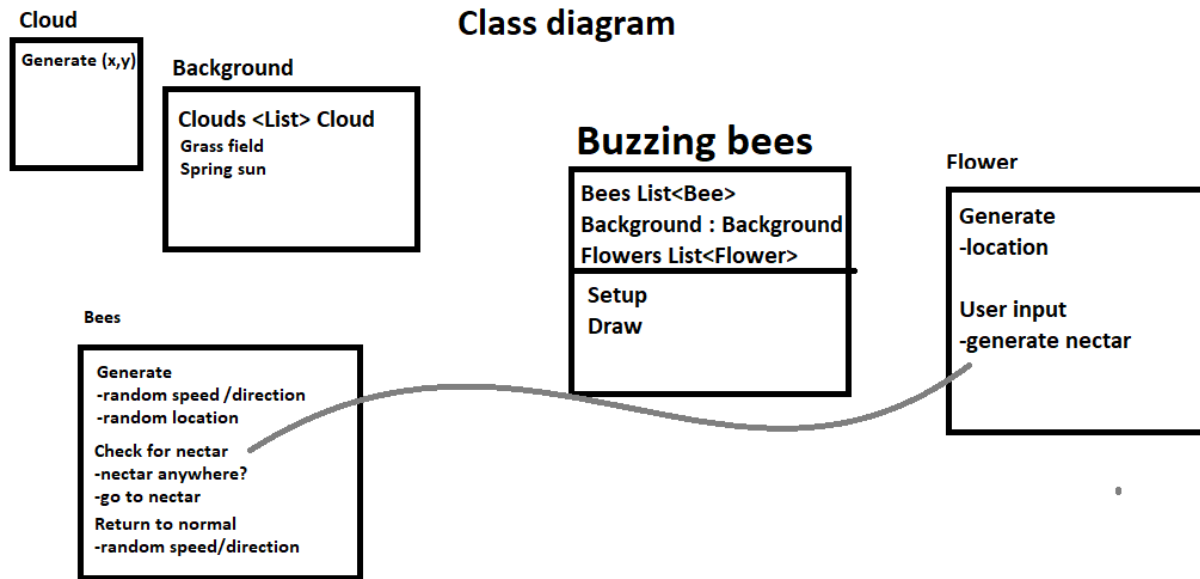 Class diagram
Cloud
Generate (x,y)
Background
Clouds <List> Cloud
Grass field
Spring sun
Buzzing bees
Bees List<Bee>
Background : Background
Flowers List<Flower>
Setup
Draw
Flower
Generate
-location
User input
-generate nectar
Bees
Generate
-random speed /direction
-random location
Check for nectar
-nectar anywhere?
-go to nectar
Return to normal
-random speed/direction